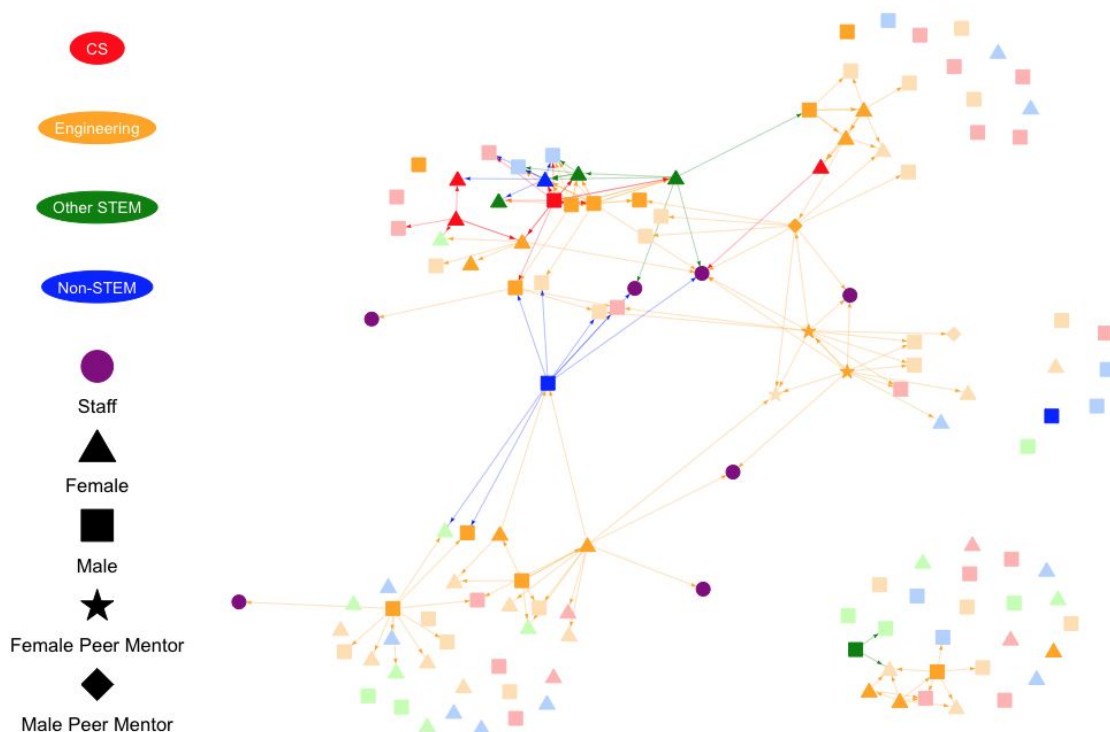 CS
Engineering
Other STEM
Non-STEM
Staff
Female
Male
Female Peer Mentor
Male Peer Mentor